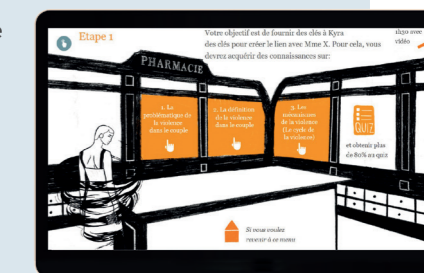 e
Etape 1
Votre objectif est de fournir des clés à Kyra
des clés pour créer le lien avec Mme X. Pour cela, vous
devrez acquérir des connaissances sur:
1h30 avec
vidéo
PHARMACIE
1. La
problématique de
la violence
dans le couple
2. La définition
de la violence
dans le couple
3. Les
mécanismes
de la violence
(Le cycle de
la violence)
QUIZ
et obtenir plus
de 80% au quiz
Si vous voulez
revenir à ce menu